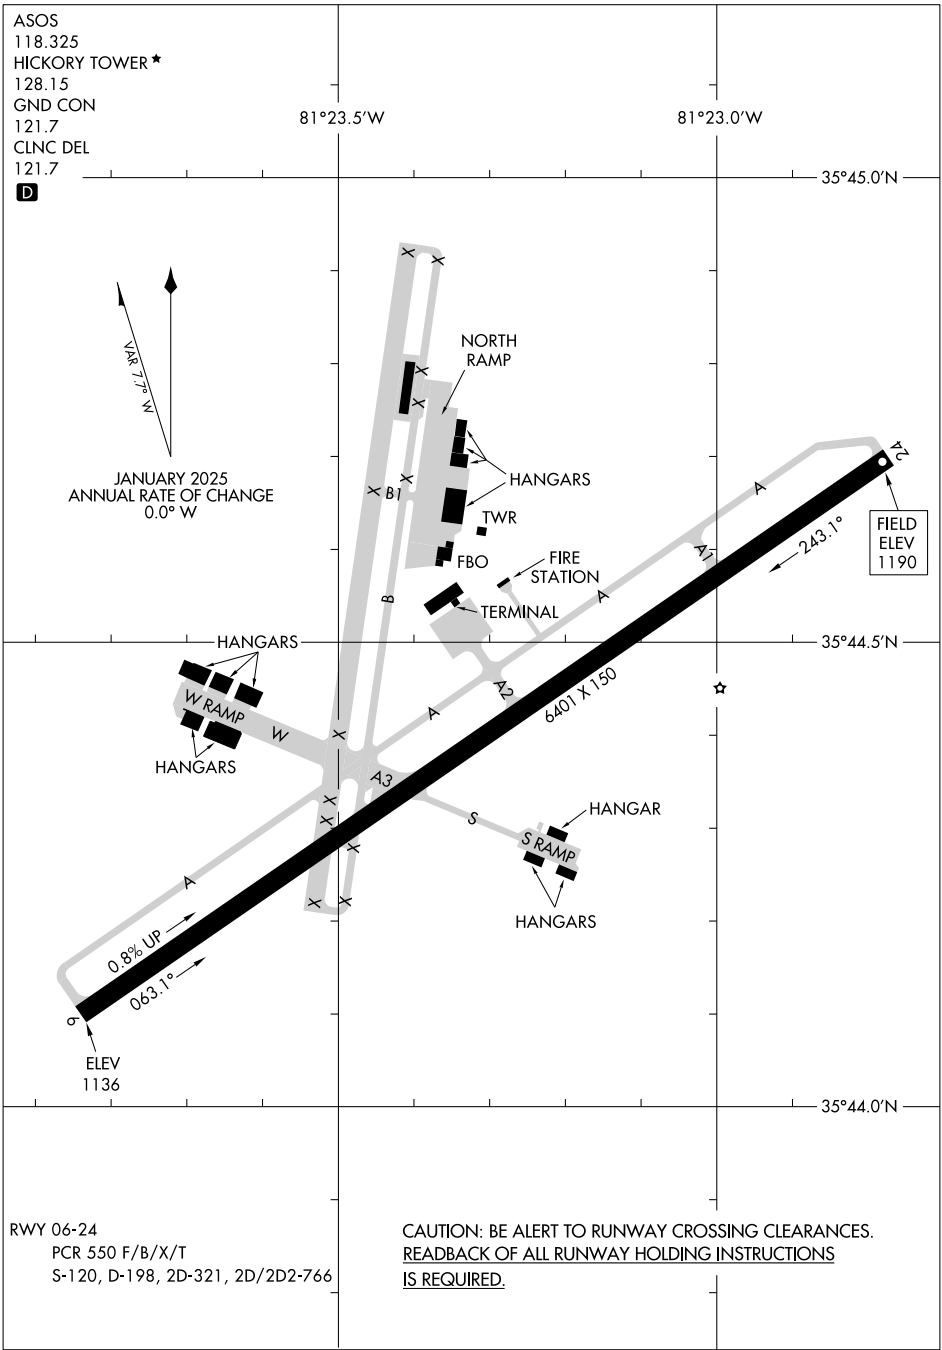 ASOS
118.325
HICKORY TOWER★
128.15
GND CON
121.7
CLNC DEL
121.7
D
81°23.5'W
81°23.0'W
35°45.0'N
VAR 7.7° W
JANUARY 2025
ANNUAL RATE OF CHANGE
0.0° W
X
X
NORTH
RAMP
X
X
X
X
B1
HANGARS
TWR
FBO
FIRE
STATION
TERMINAL
B
A
A1
A
24
243.1°
FIELD
ELEV
1190
35°44.5'N
HANGARS
W RAMP
W
HANGARS
X
A
A2
6401 X 150
A3
X
X
X
S
HANGAR
S RAMP
HANGARS
A
X
X
0.8% UP
063.1°
6
ELEV
1136
35°44.0'N
RWY 06-24
PCR 550 F/B/X/T
S-120, D-198, 2D-321, 2D/2D2-766
CAUTION: BE ALERT TO RUNWAY CROSSING CLEARANCES.
READBACK OF ALL RUNWAY HOLDING INSTRUCTIONS
IS REQUIRED.